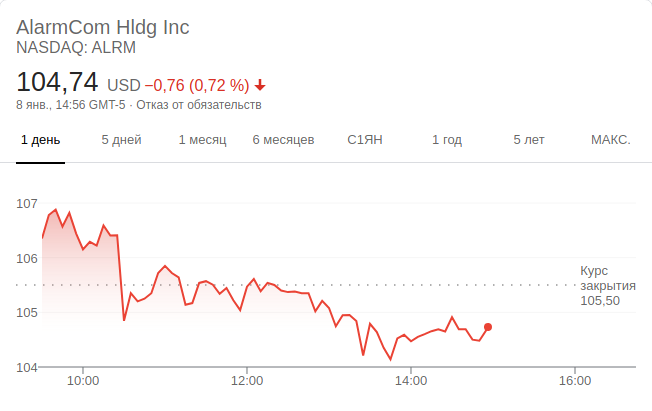 AlarmCom Hldg Inc
NASDAQ: ALRM
104,74 USD −0,76 (0,72 %)
8 янв., 14:56 GMT-5 · Отказ от обязательств
1 день 5 дней 1 месяц 6 месяцев С1ЯН 1 год 5 лет МАКС.
107
106
Курс
закрытия
105,50
105
104
10:00 12:00 14:00 16:00